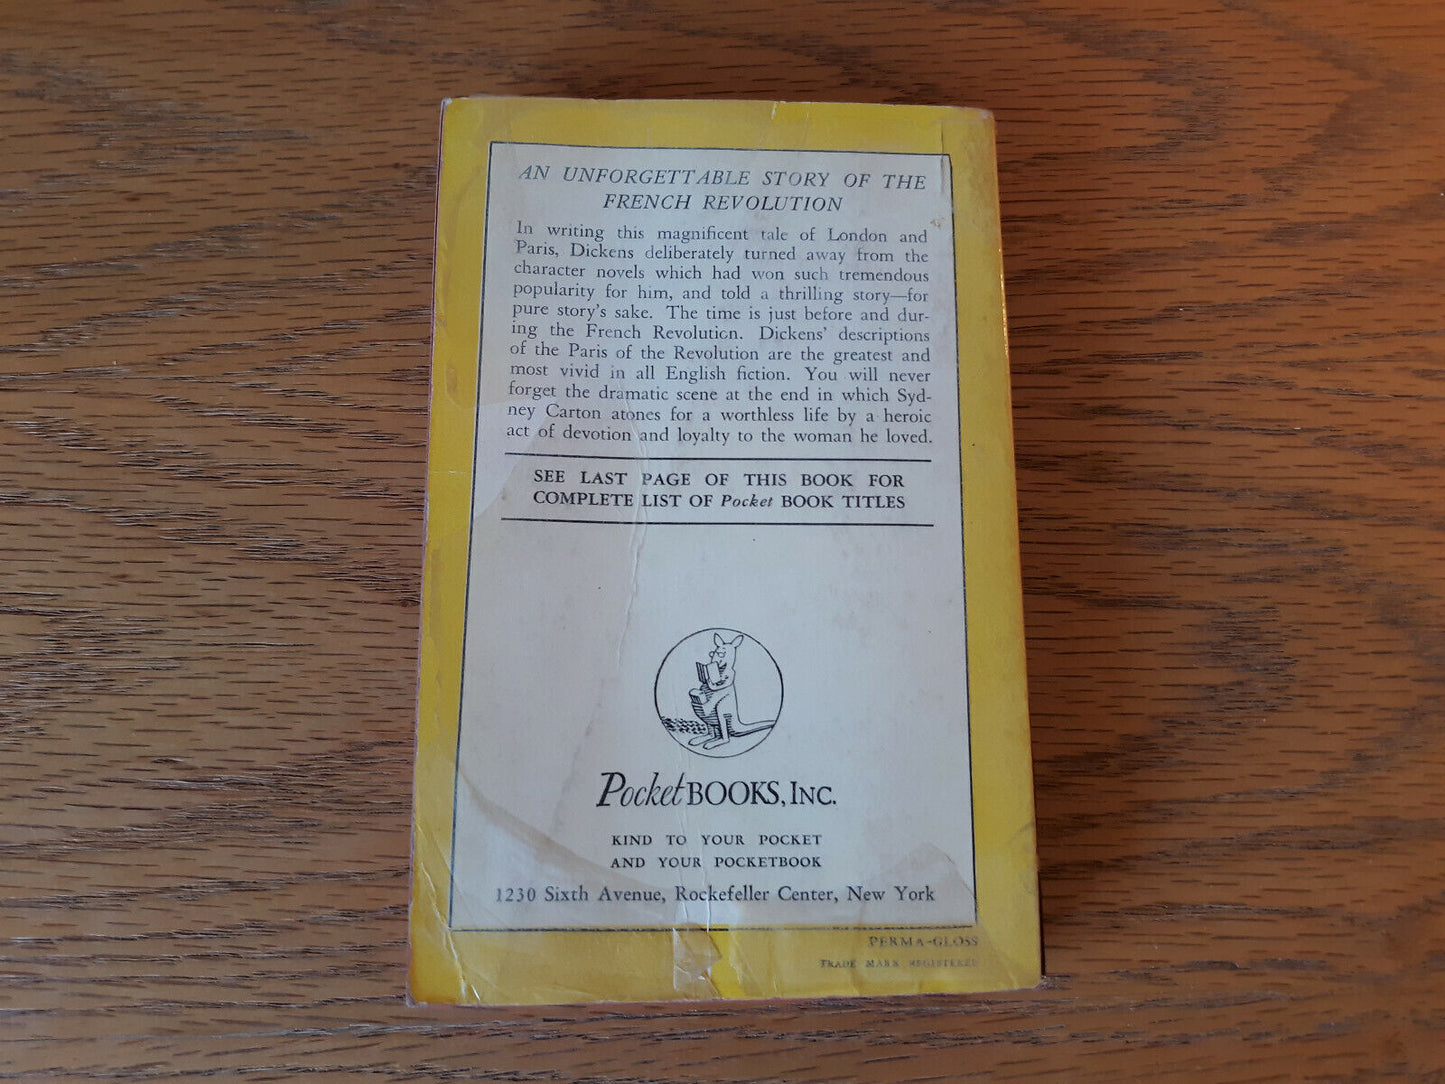 AN UNFORGETTABLE STORY OF THE
FRENCH REVOLUTION
In writing this magnificent tale of London and
Paris, Dickens deliberately turned away from the
character novels which had won such tremendous
popularity for him, and told a thrilling story—for
pure story's sake. The time is just before and dur-
ing the French Revolution. Dickens' descriptions
of the Paris of the Revolution are the greatest and
most vivid in all English fiction. You will never
forget the dramatic scene at the end in which Syd-
ney Carton atones for a worthless life by a heroic
act of devotion and loyalty to the woman he loved.
SEE LAST PAGE OF THIS BOOK FOR
COMPLETE LIST OF Pocket BOOK TITLES
Pocket BOOKS, INC.
KIND TO YOUR POCKET
AND YOUR POCKETBOOK
1230 Sixth Avenue, Rockefeller Center, New York
PERMA-GLOSS
TRADE MARK REGISTERED